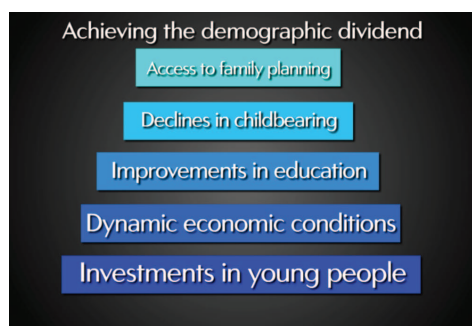 Achieving the demographic dividend
Access to family planning
Declines in childbearing
Improvements in education
Dynamic economic conditions
Investments in young people